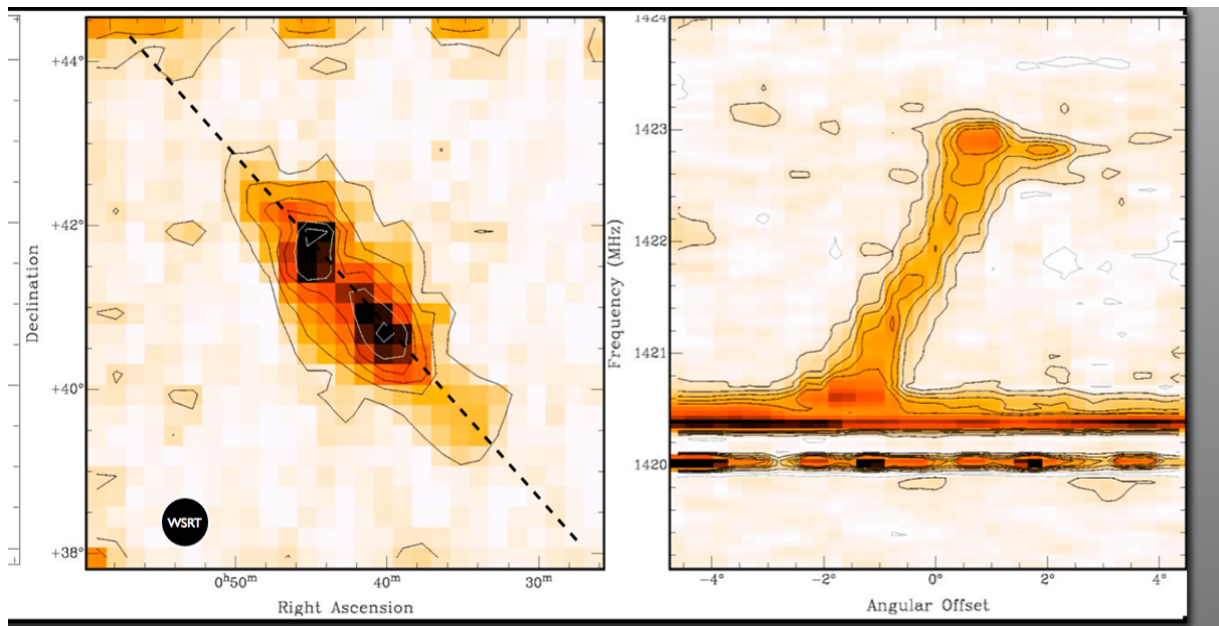 Declination
+44°
+42°
+40°
+38°
WSRT
0h50m
40m
30m
Right Ascension
Frequency (MHz)
1424
1423
1422
1421
1420
−4°
−2°
0°
2°
4°
Angular Offset